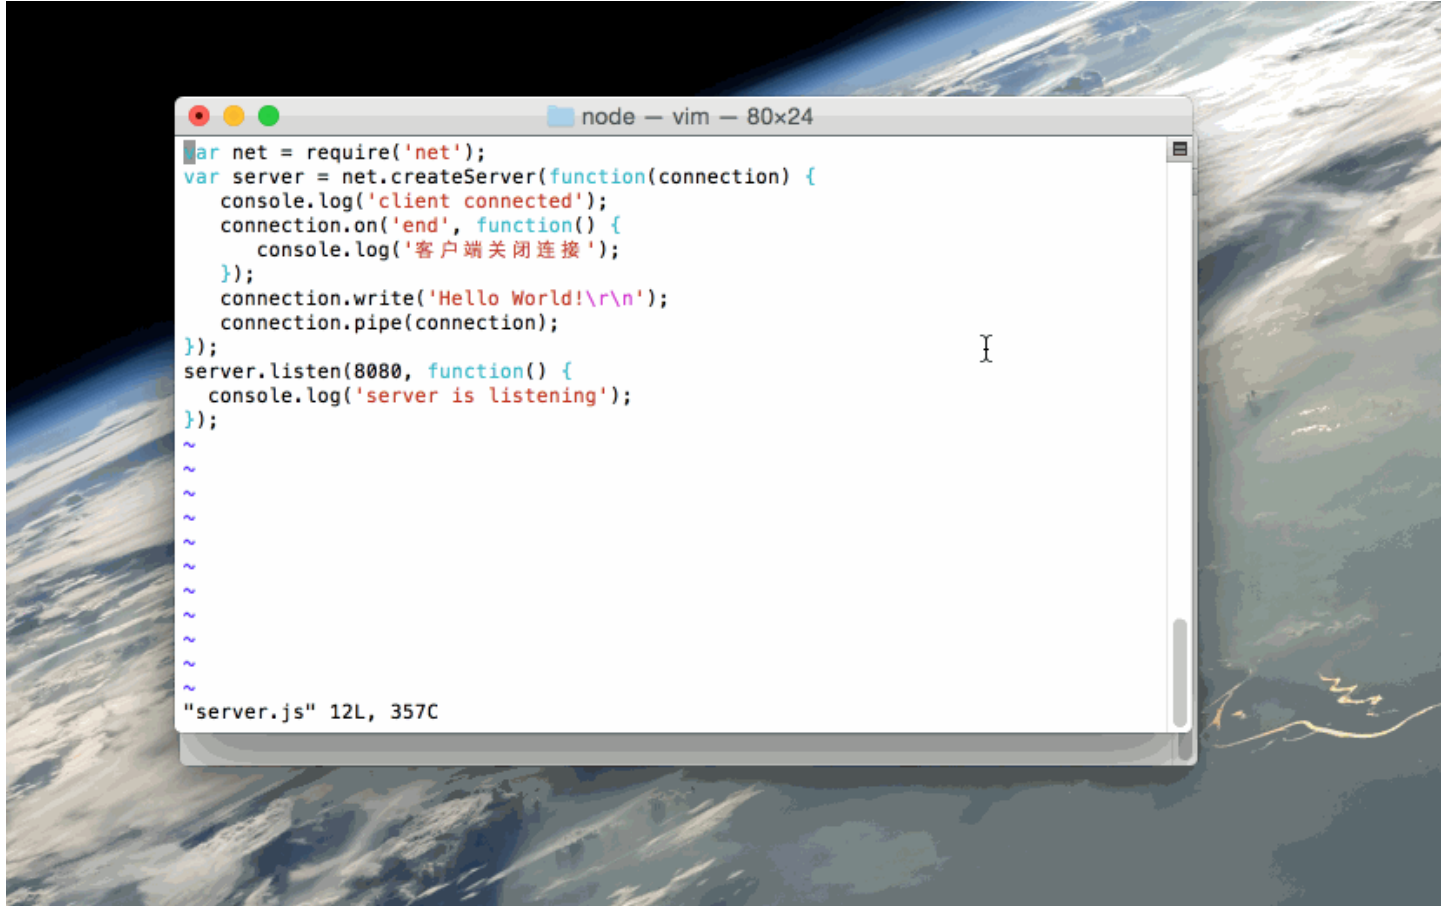 node — vim — 80×24
var net = require('net');
var server = net.createServer(function(connection) {
   console.log('client connected');
   connection.on('end', function() {
      console.log('客户端关闭连接');
   });
   connection.write('Hello World!\r\n');
   connection.pipe(connection);
});
server.listen(8080, function() {
  console.log('server is listening');
});
~
~
~
~
~
~
~
~
~
~
~
"server.js" 12L, 357C